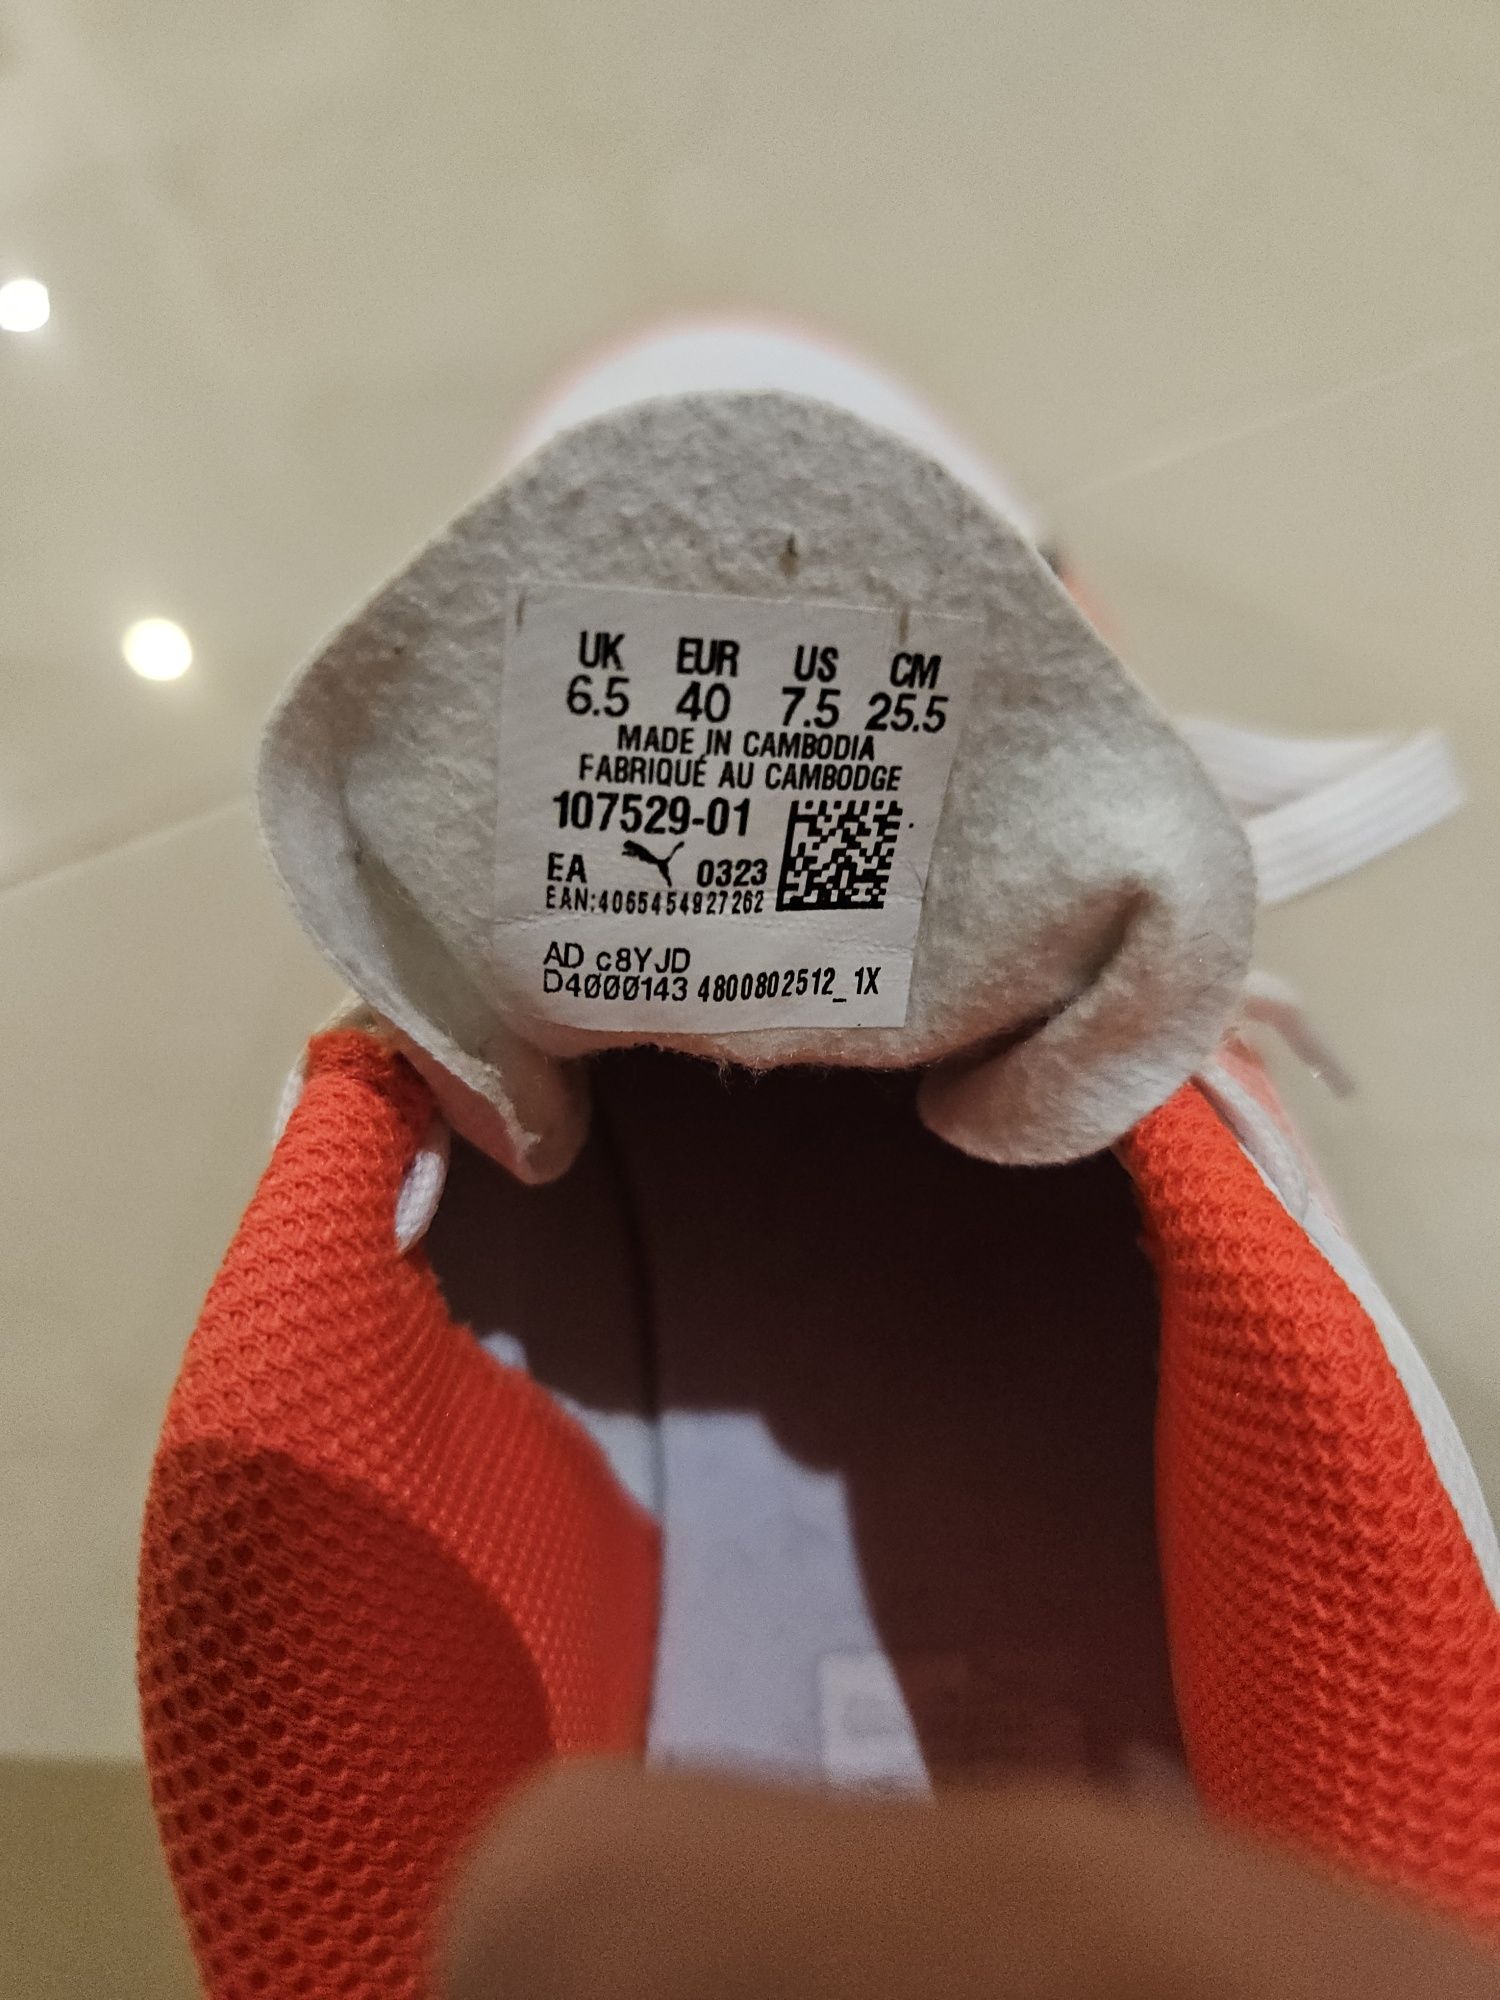 UK EUR US CM
6.5 40 7.5 25.5
MADE IN CAMBODIA
FABRIQUÉ AU CAMBODGE
107529-01
EA 0323
EAN:4065454927262
AD c8YJD
D4000143 4800802512_1X